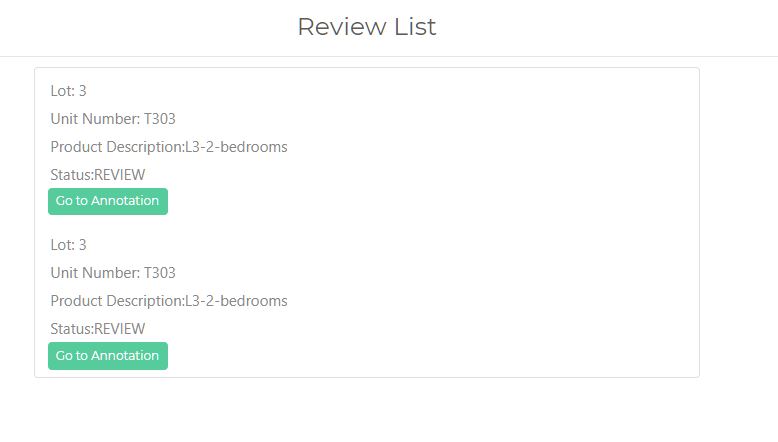 Review List
Lot: 3
Unit Number: T303
Product Description:L3-2-bedrooms
Status:REVIEW
Go to Annotation
Lot: 3
Unit Number: T303
Product Description:L3-2-bedrooms
Status:REVIEW
Go to Annotation